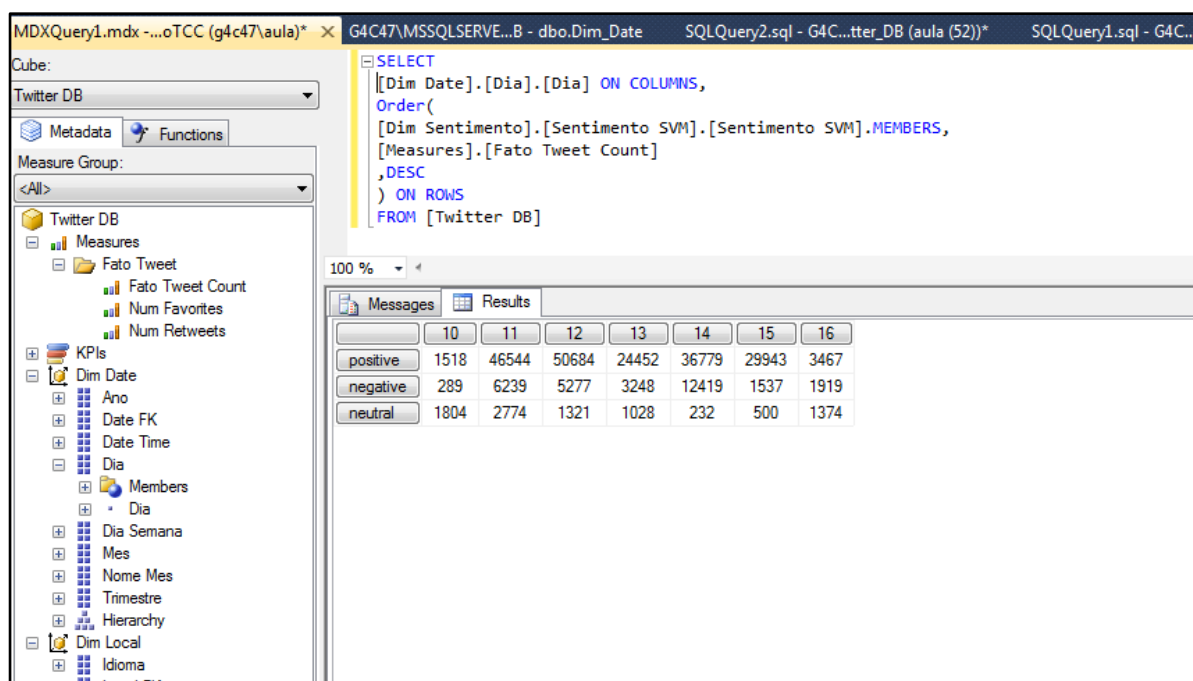 MDXQuery1.mdx -...oTCC (g4c47\aula)* × G4C47\MSSQLSERVE...B - dbo.Dim_Date SQLQuery2.sql - G4C...tter_DB (aula (52))* SQLQuery1.sql - G4C...
Cube:
Twitter DB
Metadata Functions
Measure Group:
<All>
Twitter DB
Measures
Fato Tweet
Fato Tweet Count
Num Favorites
Num Retweets
KPIs
Dim Date
Ano
Date FK
Date Time
Dia
Members
Dia
Dia Semana
Mes
Nome Mes
Trimestre
Hierarchy
Dim Local
Idioma
SELECT
[Dim Date].[Dia].[Dia] ON COLUMNS,
Order(
[Dim Sentimento].[Sentimento SVM].[Sentimento SVM].MEMBERS,
[Measures].[Fato Tweet Count]
,DESC
) ON ROWS
FROM [Twitter DB]
100 %
Messages Results
10 11 12 13 14 15 16
positive 1518 46544 50684 24452 36779 29943 3467
negative 289 6239 5277 3248 12419 1537 1919
neutral 1804 2774 1321 1028 232 500 1374